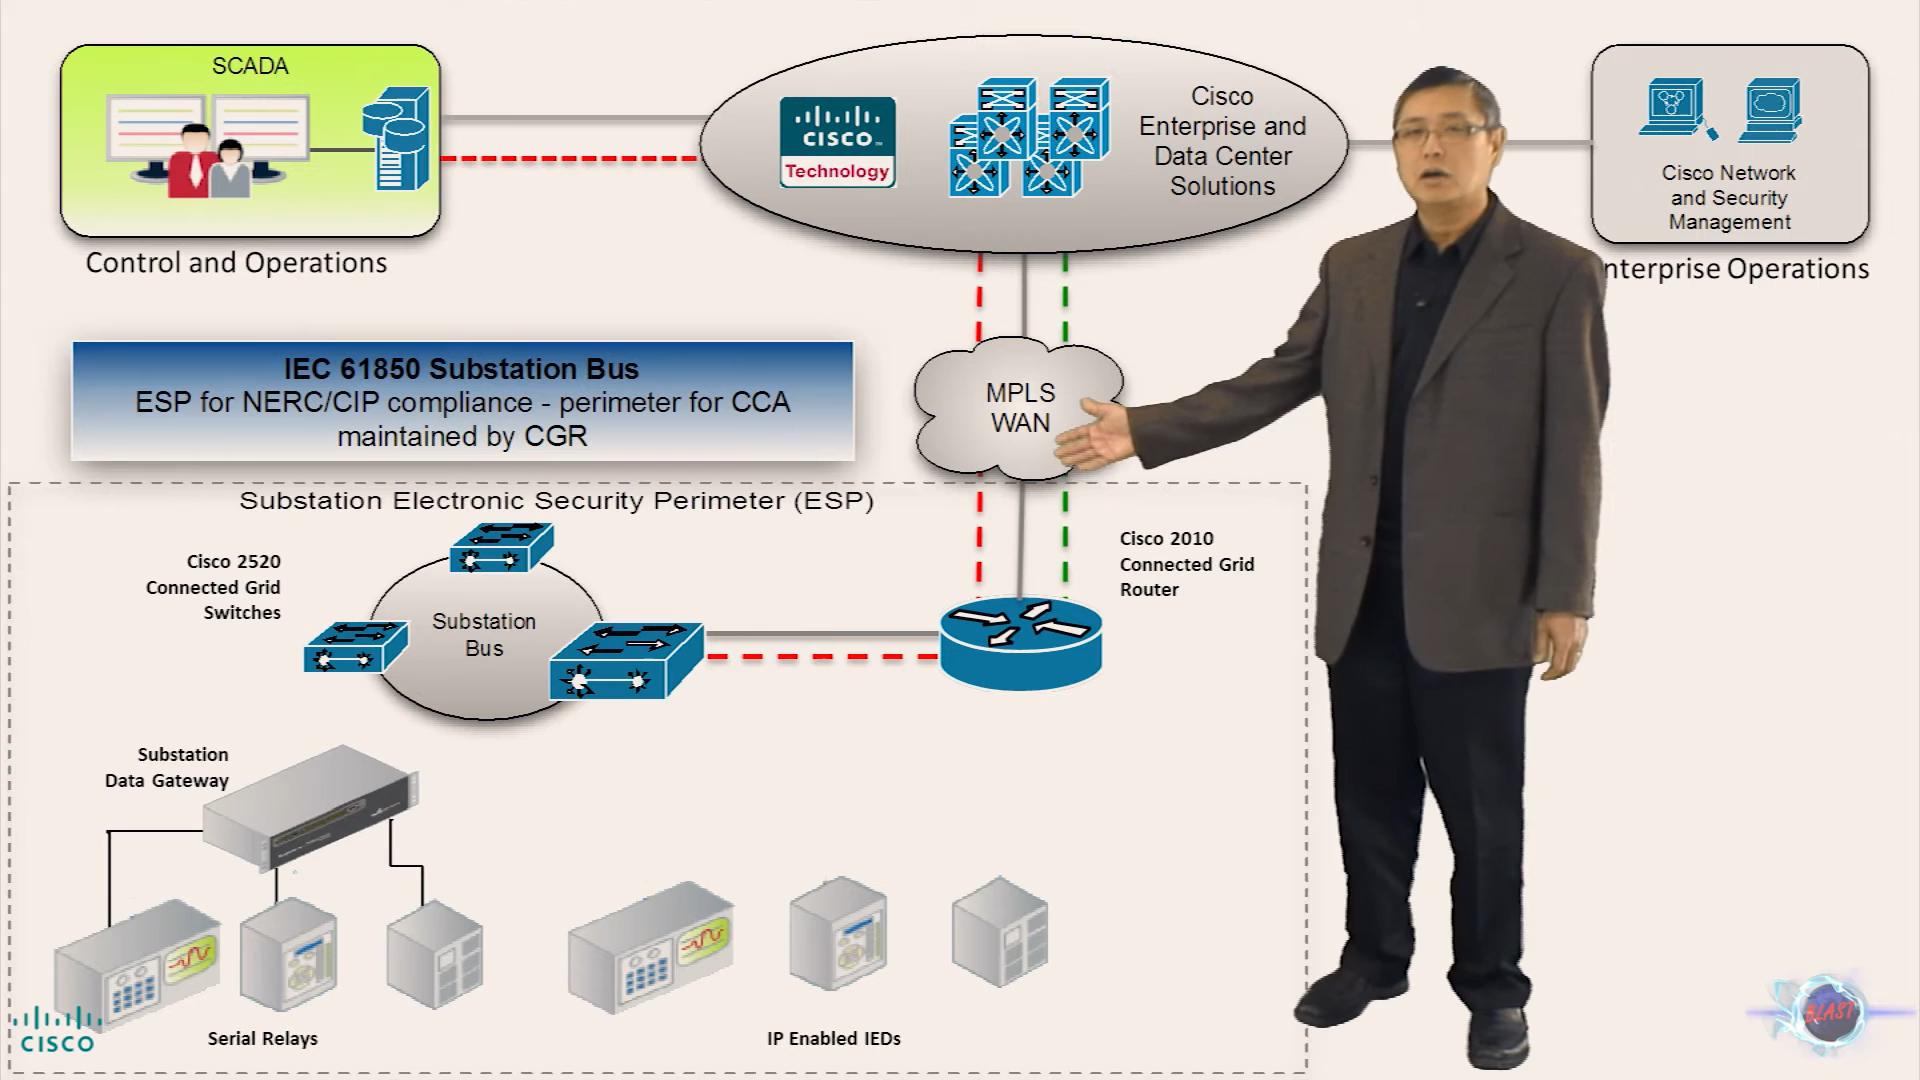 SCADA
CISCO
Technology
Cisco
Enterprise and
Data Center
Solutions
Cisco Network
and Security
Management
Control and Operations
nterprise Operations
IEC 61850 Substation Bus
ESP for NERC/CIP compliance - perimeter for CCA
maintained by CGR
MPLS
WAN
Substation Electronic Security Perimeter (ESP)
Cisco 2520
Connected Grid
Switches
Substation
Bus
Cisco 2010
Connected Grid
Router
Substation
Data Gateway
Serial Relays
IP Enabled IEDs
CISCO
BLAST